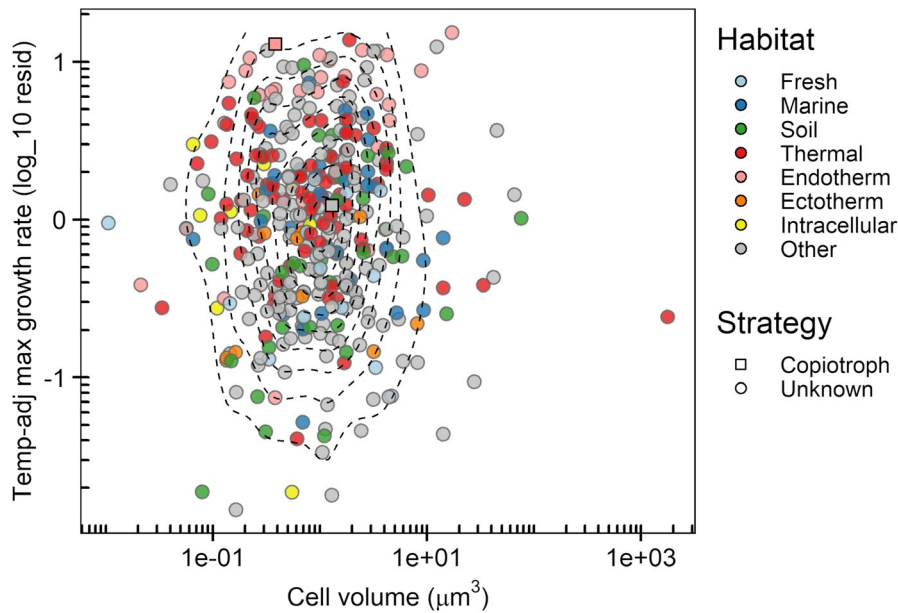 Temp-adj max growth rate (log_10 resid)
1
0
-1
1e-01
1e+01
1e+03
Cell volume (μm³)
Habitat
Fresh
Marine
Soil
Thermal
Endotherm
Ectotherm
Intracellular
Other
Strategy
Copiotroph
Unknown